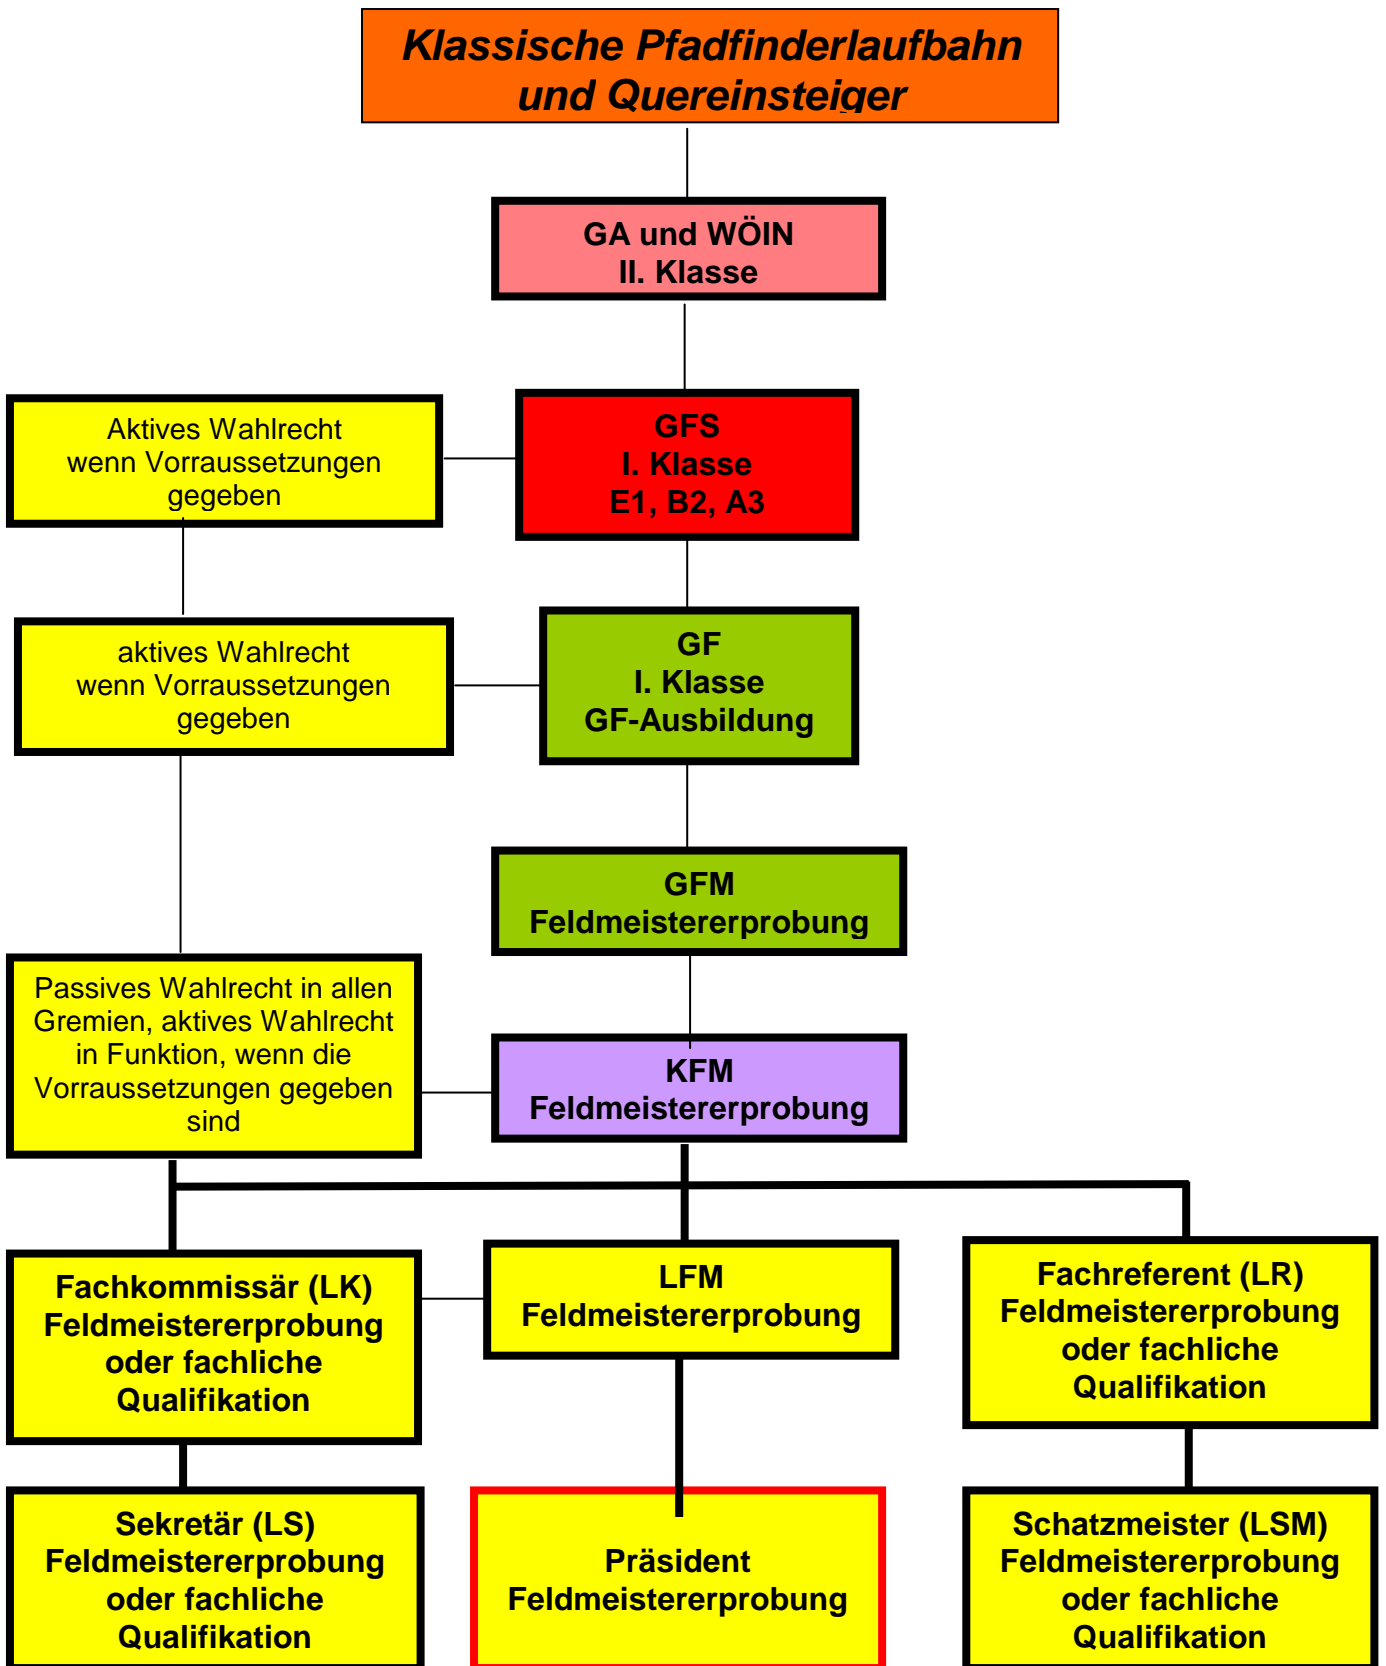 Klassische Pfadfinderlaufbahn
und Quereinsteiger
GA und WÖIN
II. Klasse
Aktives Wahlrecht
wenn Vorraussetzungen
gegeben
GFS
I. Klasse
E1, B2, A3
aktives Wahlrecht
wenn Vorraussetzungen
gegeben
GF
I. Klasse
GF-Ausbildung
GFM
Feldmeistererprobung
Passives Wahlrecht in allen
Gremien, aktives Wahlrecht
in Funktion, wenn die
Vorraussetzungen gegeben
sind
KFM
Feldmeistererprobung
Fachkommissär (LK)
Feldmeistererprobung
oder fachliche
Qualifikation
LFM
Feldmeistererprobung
Fachreferent (LR)
Feldmeistererprobung
oder fachliche
Qualifikation
Sekretär (LS)
Feldmeistererprobung
oder fachliche
Qualifikation
Präsident
Feldmeistererprobung
Schatzmeister (LSM)
Feldmeistererprobung
oder fachliche
Qualifikation